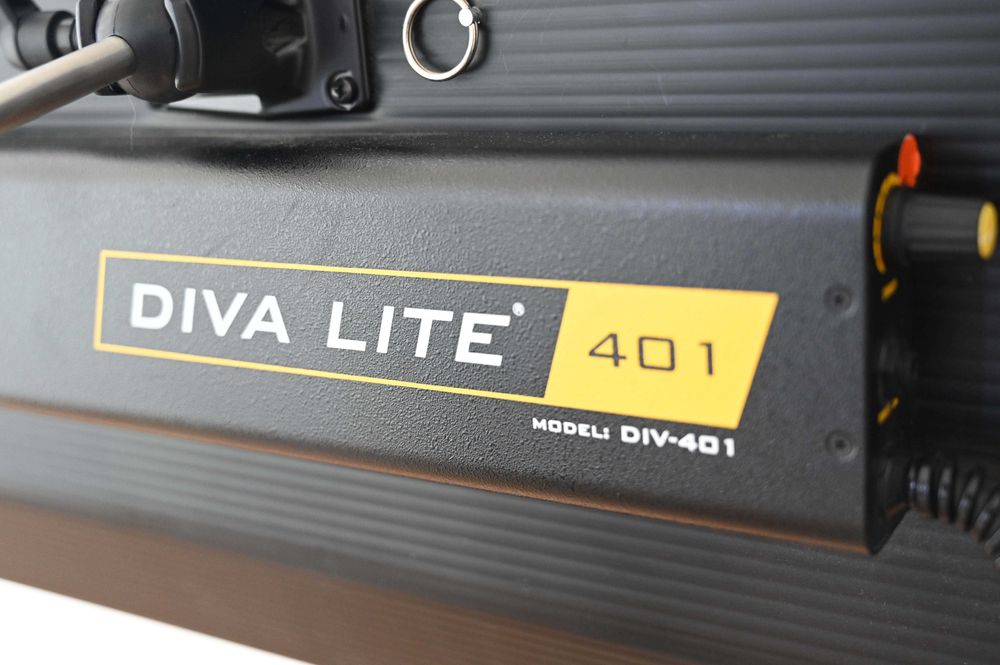 DIVA LITE® 401
MODEL: DIV-401